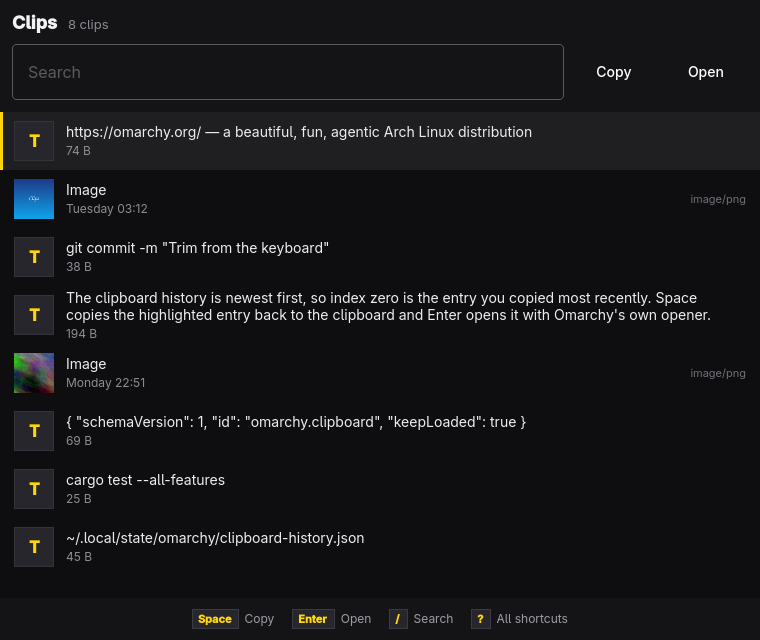 Clips 8 clips
Search
Copy Open
T https://omarchy.org/ — a beautiful, fun, agentic Arch Linux distribution
74 B
Image
Tuesday 03:12
image/png
T git commit -m "Trim from the keyboard"
38 B
T The clipboard history is newest first, so index zero is the entry you copied most recently. Space
copies the highlighted entry back to the clipboard and Enter opens it with Omarchy's own opener.
194 B
Image
Monday 22:51
image/png
T { "schemaVersion": 1, "id": "omarchy.clipboard", "keepLoaded": true }
69 B
T cargo test --all-features
25 B
T ~/.local/state/omarchy/clipboard-history.json
45 B
Space Copy Enter Open / Search ? All shortcuts